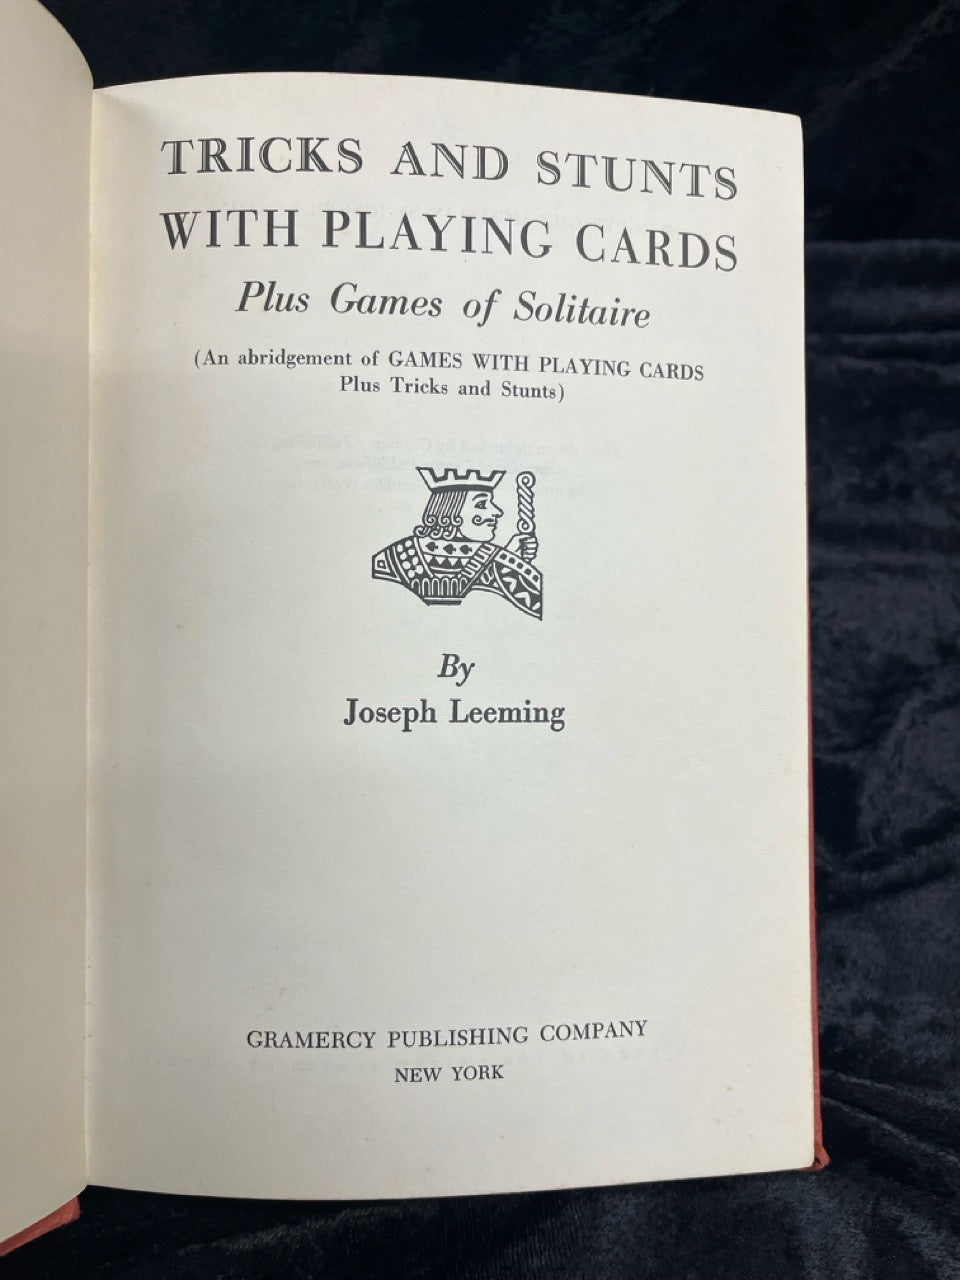 TRICKS AND STUNTS
WITH PLAYING CARDS
Plus Games of Solitaire
(An abridgement of GAMES WITH PLAYING CARDS
Plus Tricks and Stunts)
By
Joseph Leeming
GRAMERCY PUBLISHING COMPANY
NEW YORK